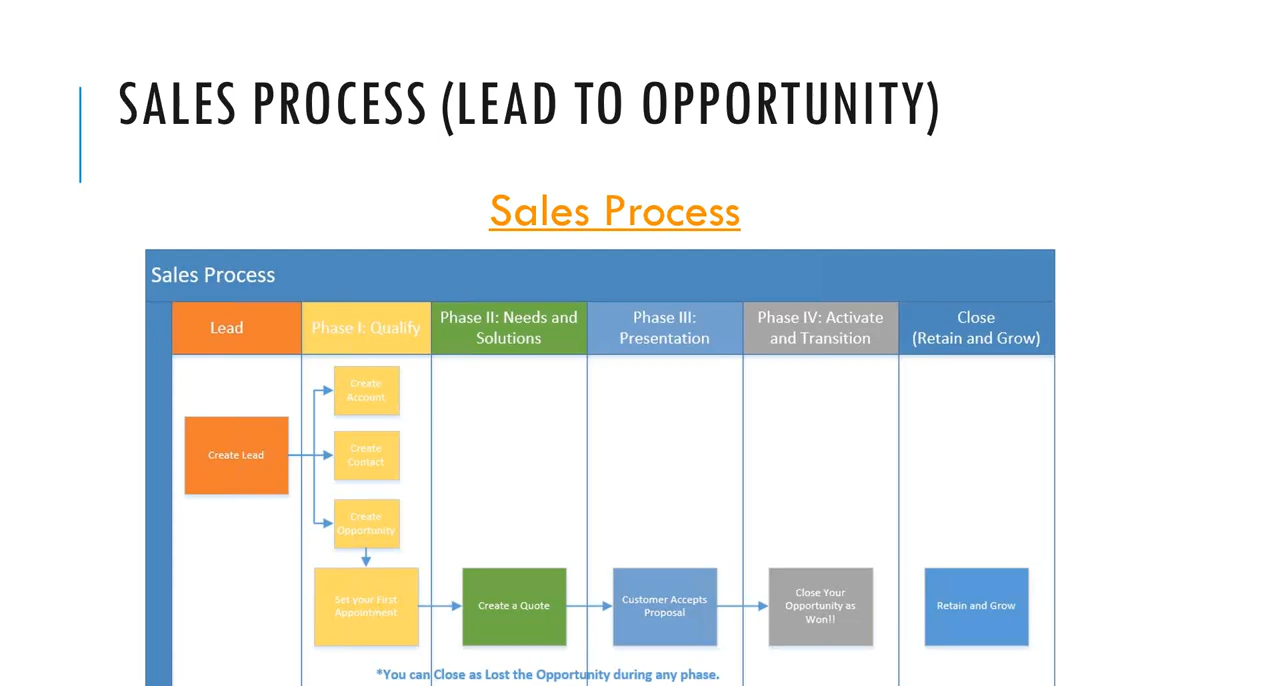 SALES PROCESS (LEAD TO OPPORTUNITY)
Sales Process
Sales Process
Lead
Phase I: Qualify
Phase II: Needs and
Solutions
Phase III:
Presentation
Phase IV: Activate
and Transition
Close
(Retain and Grow)
Create
Account
Create Lead
Create
Contact
Create
Opportunity
Set your First
Appointment
Create a Quote
Customer Accepts
Proposal
Close Your
Opportunity as
Won!!
Retain and Grow
*You can Close as Lost the Opportunity during any phase.